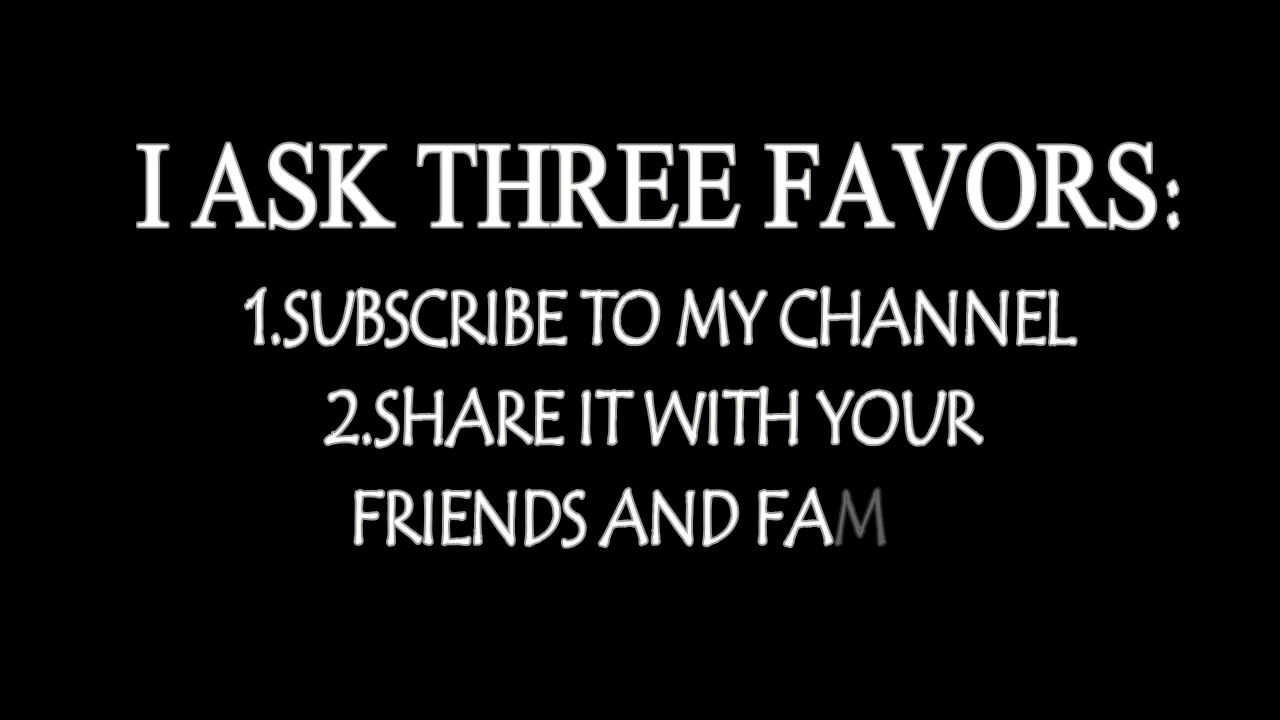 I ASK THREE FAVORS:
1.SUBSCRIBE TO MY CHANNEL
2.SHARE IT WITH YOUR
FRIENDS AND FAM